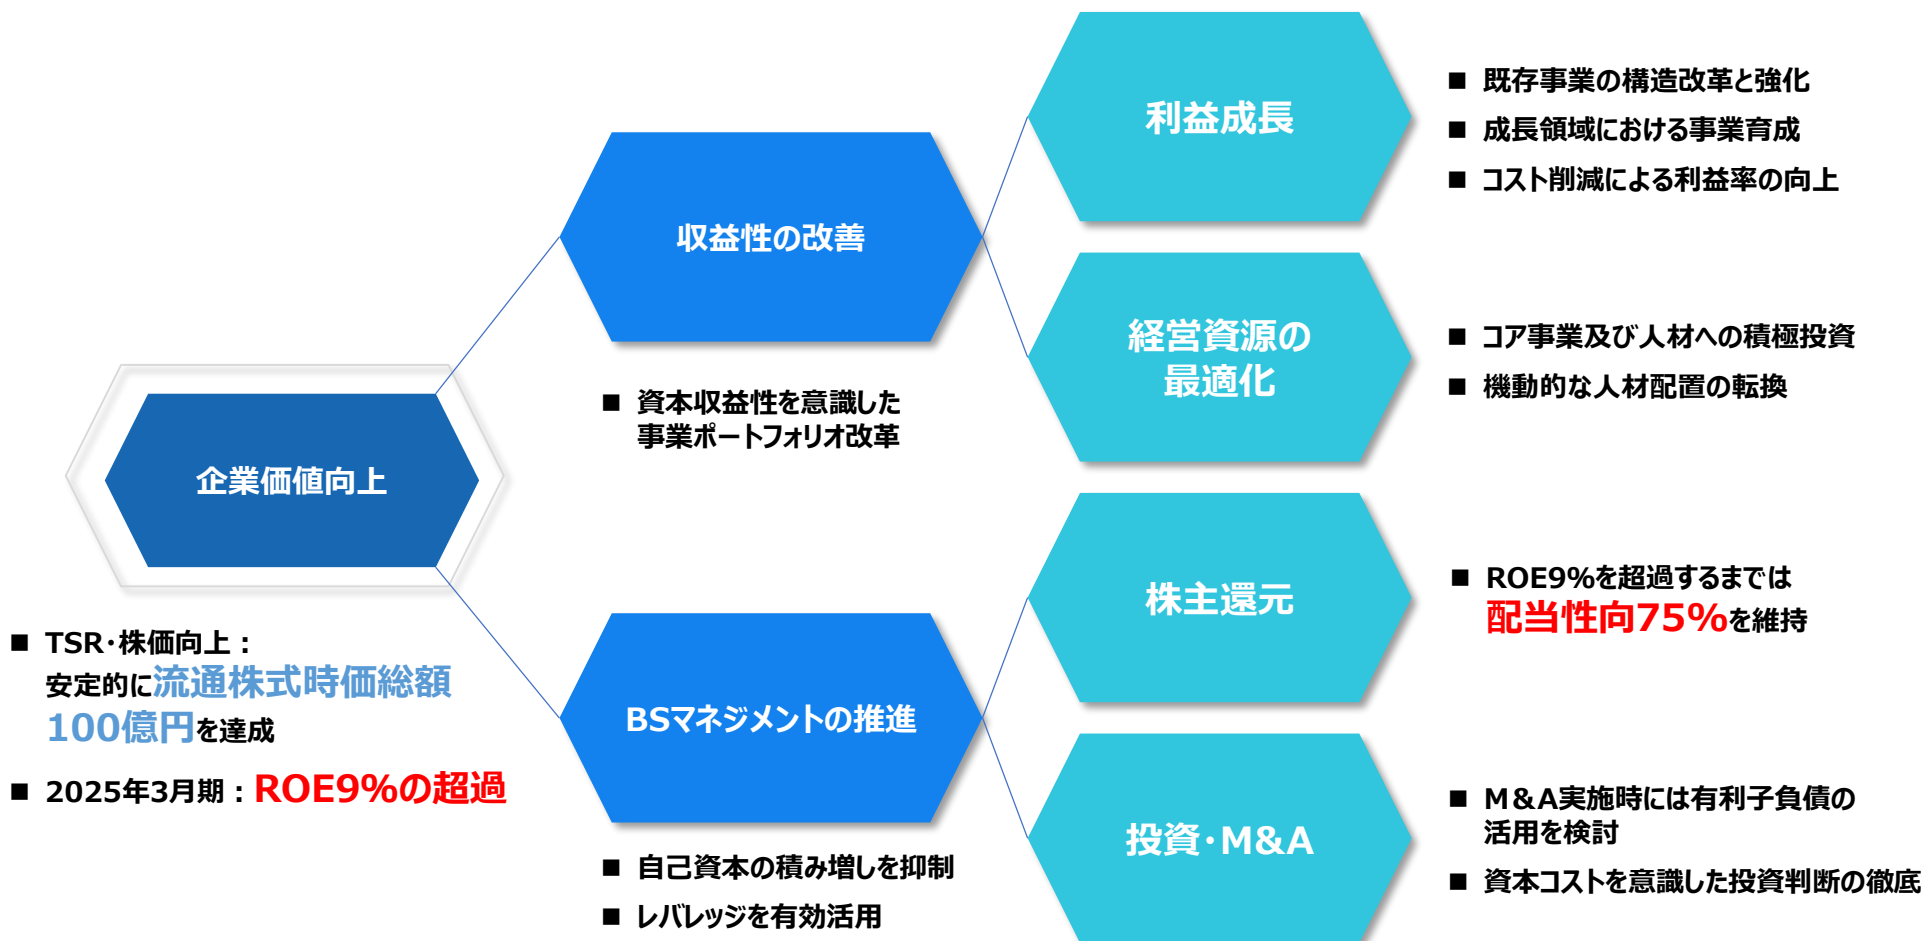 企業価値向上
■ TSR・株価向上：
安定的に流通株式時価総額
100億円を達成
■ 2025年3月期：ROE9%の超過
収益性の改善
■ 資本収益性を意識した
事業ポートフォリオ改革
BSマネジメントの推進
■ 自己資本の積み増しを抑制
■ レバレッジを有効活用
利益成長
■ 既存事業の構造改革と強化
■ 成長領域における事業育成
■ コスト削減による利益率の向上
経営資源の
最適化
■ コア事業及び人材への積極投資
■ 機動的な人材配置の転換
株主還元
■ ROE9%を超過するまでは
配当性向75%を維持
投資・M&A
■ M＆A実施時には有利子負債の
活用を検討
■ 資本コストを意識した投資判断の徹底